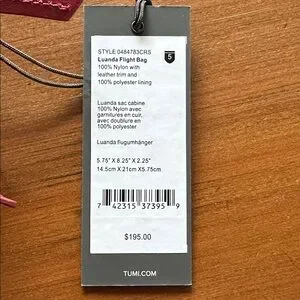 STYLE 0484783CRS
Luanda Flight Bag
100% Nylon with
leather trim and
100% polyester lining
5
Luanda sac cabine
100% Nylon avec
garnitures en cuir,
avec doublure en
100% polyester
Luanda flugumhänger
5.75" X 8.25" X 2.25"
14.5cm X 21cm X 5.75cm
7 42315 37395 9
$195.00
TUMI.COM